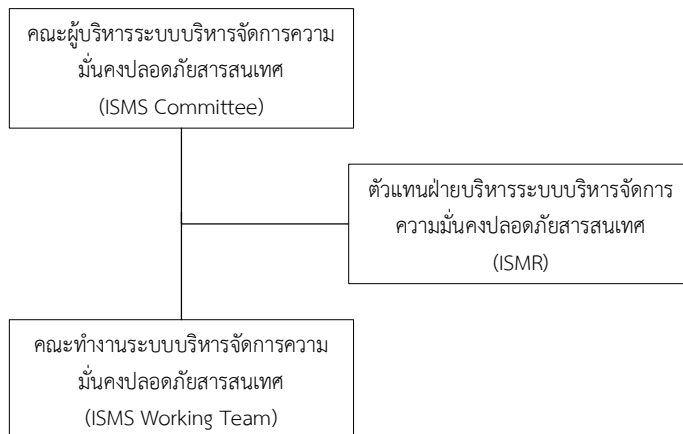 คณะผู้บริหารระบบบริหารจัดการความ
มั่นคงปลอดภัยสารสนเทศ
(ISMS Committee)
ตัวแทนฝ่ายบริหารระบบบริหารจัดการ
ความมั่นคงปลอดภัยสารสนเทศ
(ISMR)
คณะทำงานระบบบริหารจัดการความ
มั่นคงปลอดภัยสารสนเทศ
(ISMS Working Team)